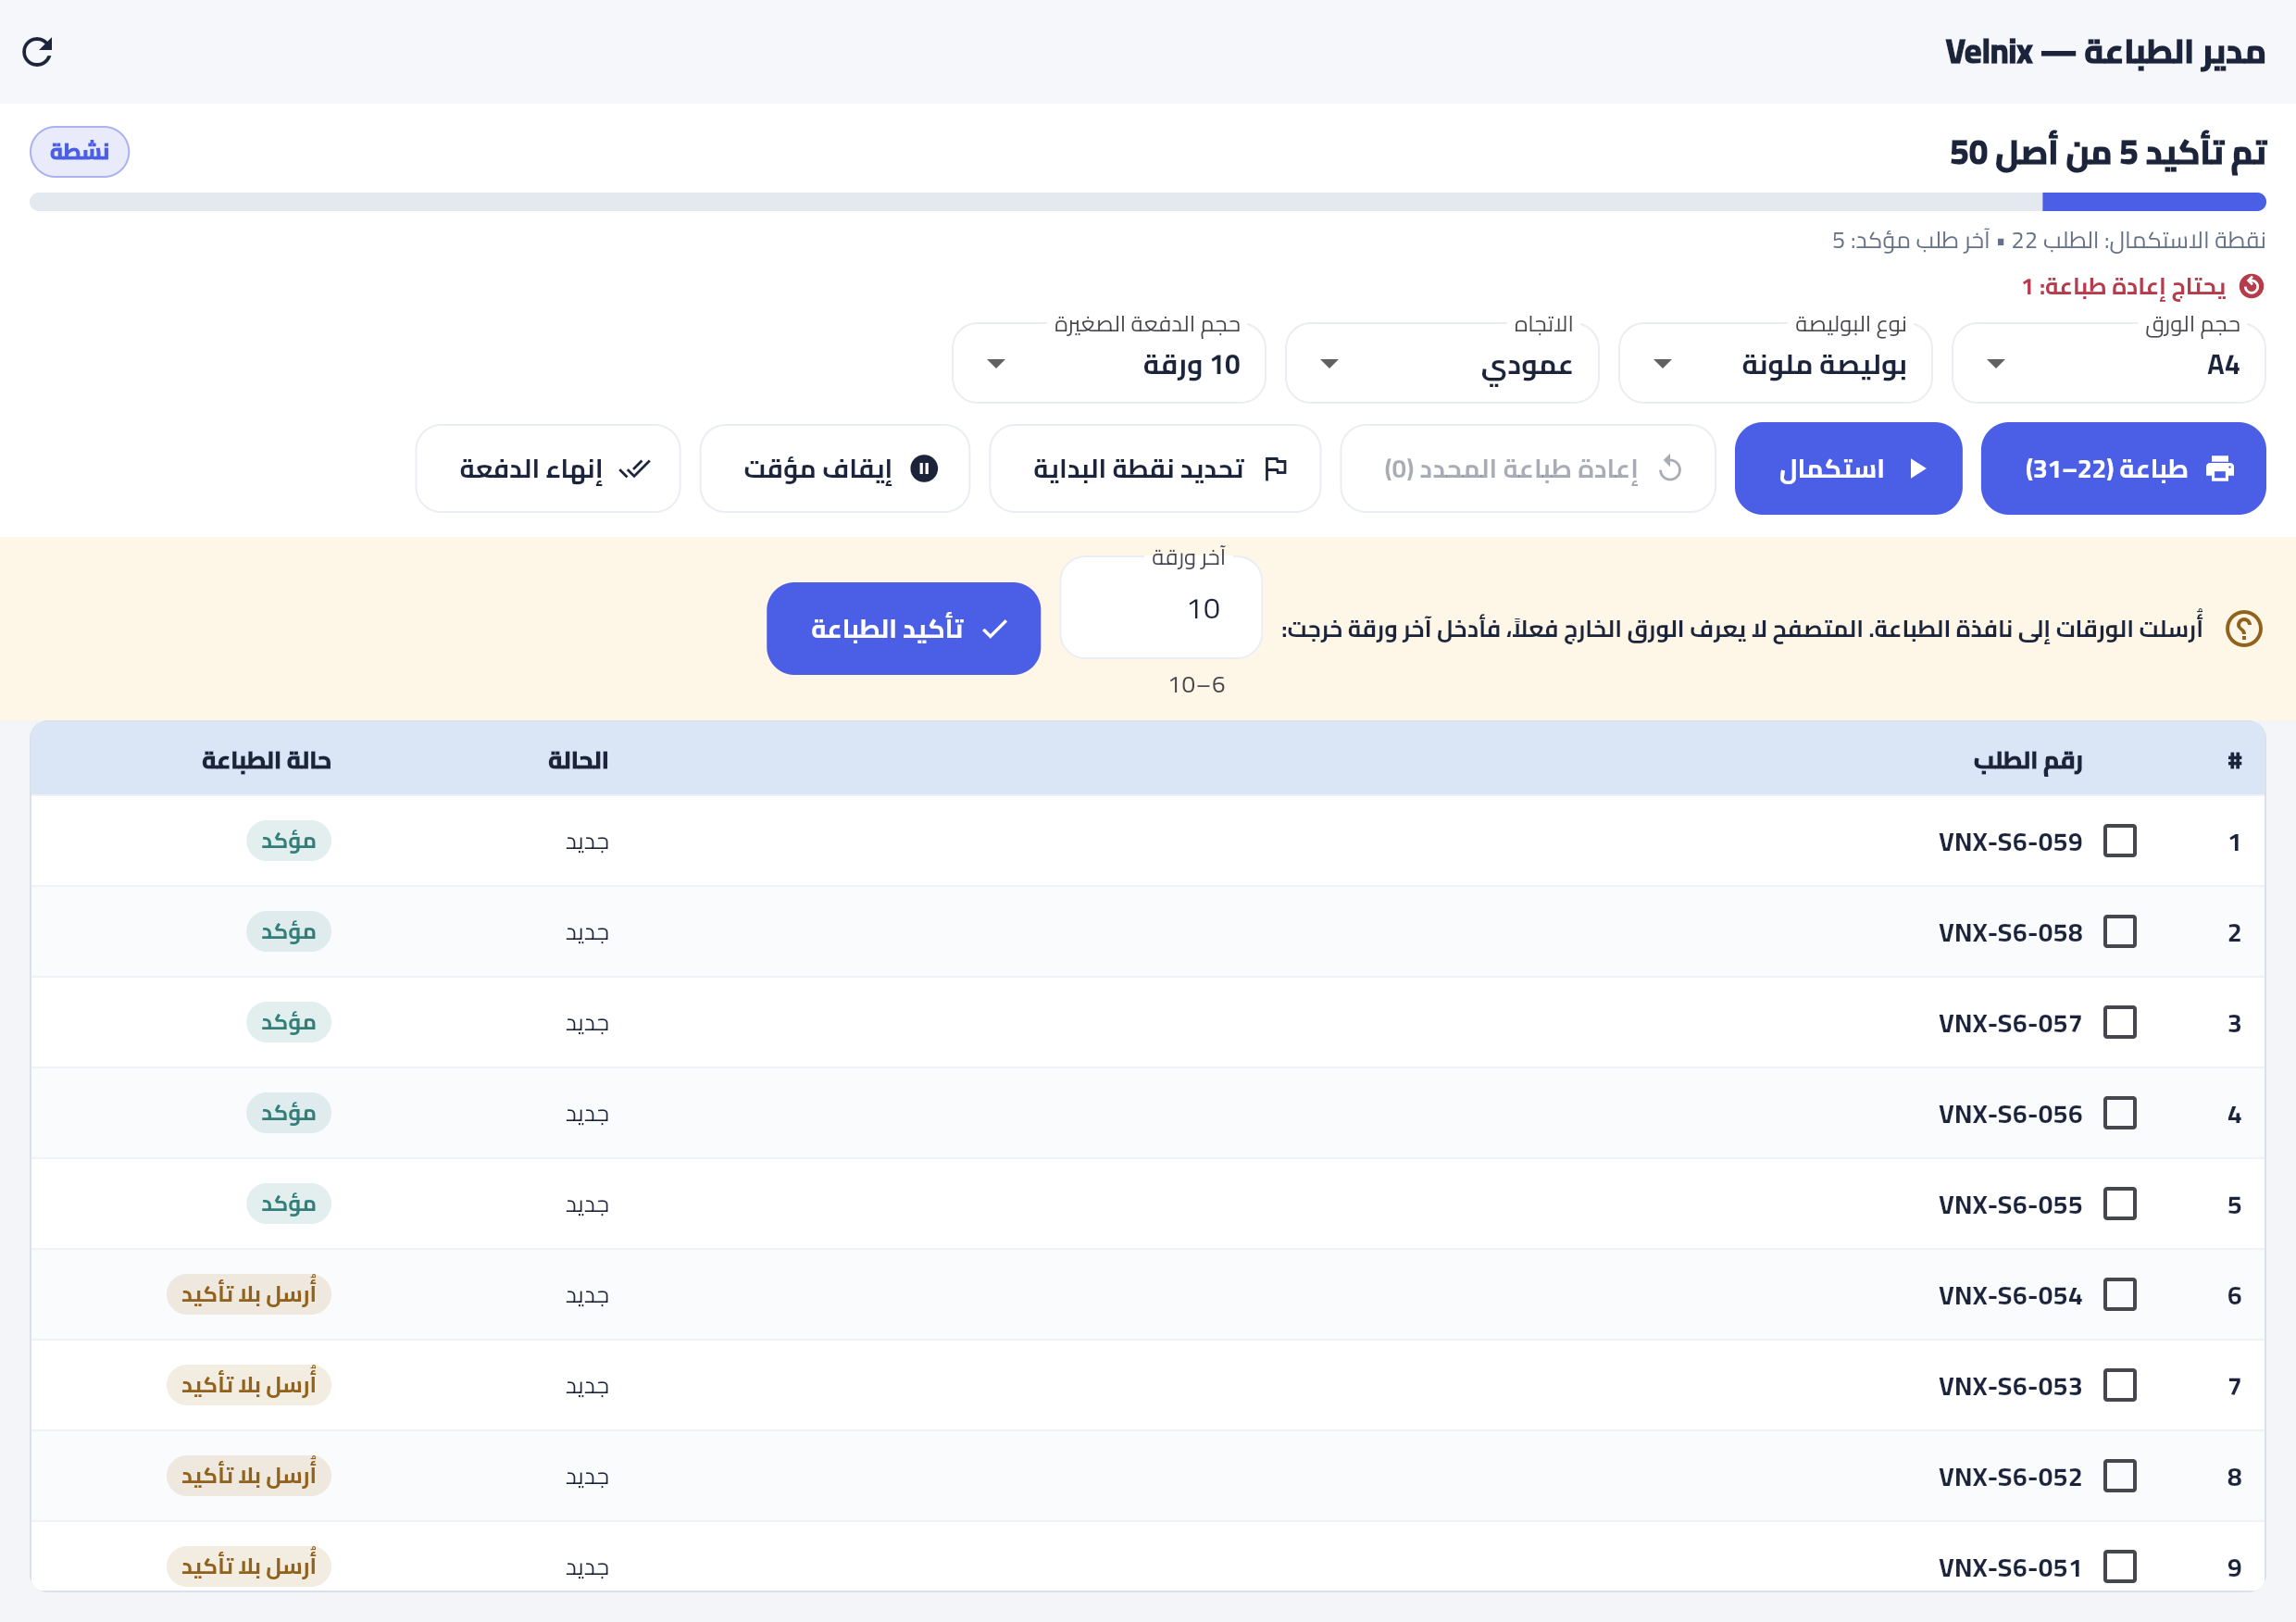 مدير الطباعة — Velnix
تم تأكيد 5 من أصل 50
نشطة
نقطة الاستكمال: الطلب 22 • آخر طلب مؤكد: 5
يحتاج إعادة طباعة: 1
حجم الورق
A4
نوع البوليصة
بوليصة ملونة
الاتجاه
عمودي
حجم الدفعة الصغيرة
10 ورقة
طباعة (22–31)
استكمال
إعادة طباعة المحدد (0)
تحديد نقطة البداية
إيقاف مؤقت
إنهاء الدفعة
أُرسلت الورقات إلى نافذة الطباعة. المتصفح لا يعرف الورق الخارج فعلاً، فأدخل آخر ورقة خرجت:
آخر ورقة
10
6–10
تأكيد الطباعة
# رقم الطلب الحالة حالة الطباعة
1 VNX-S6-059 جديد مؤكد
2 VNX-S6-058 جديد مؤكد
3 VNX-S6-057 جديد مؤكد
4 VNX-S6-056 جديد مؤكد
5 VNX-S6-055 جديد مؤكد
6 VNX-S6-054 جديد أُرسل بلا تأكيد
7 VNX-S6-053 جديد أُرسل بلا تأكيد
8 VNX-S6-052 جديد أُرسل بلا تأكيد
9 VNX-S6-051 جديد أُرسل بلا تأكيد